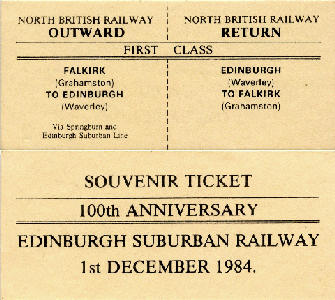 NORTH BRITISH RAILWAY
OUTWARD
NORTH BRITISH RAILWAY
RETURN
FIRST CLASS
FALKIRK
(Grahamston)
TO EDINBURGH
(Waverley)
Via Springburn and
Edinburgh Suburban Line
EDINBURGH
(Waverley)
TO FALKIRK
(Grahamston)
SOUVENIR TICKET
100th ANNIVERSARY
EDINBURGH SUBURBAN RAILWAY
1st DECEMBER 1984.